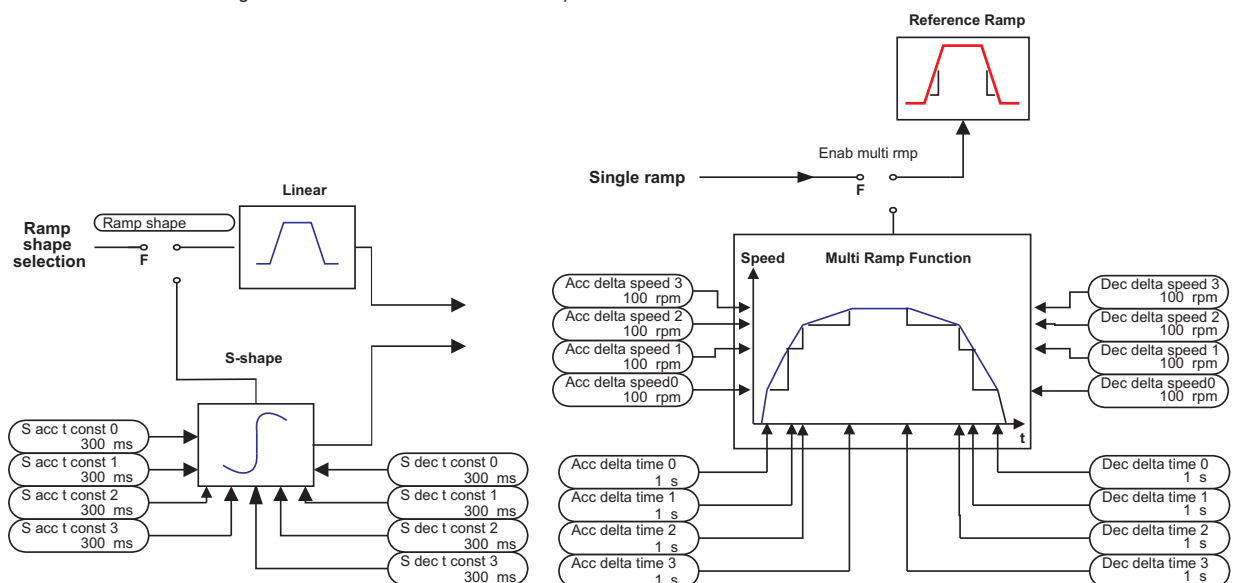 Reference Ramp
Enab multi rmp
Single ramp
F
Linear
Ramp shape
Ramp
shape
selection
F
S-shape
S acc t const 0
300 ms
S acc t const 1
300 ms
S acc t const 2
300 ms
S acc t const 3
300 ms
S dec t const 0
300 ms
S dec t const 1
300 ms
S dec t const 2
300 ms
S dec t const 3
300 ms
Speed
Multi Ramp Function
t
Acc delta speed 3
100 rpm
Acc delta speed 2
100 rpm
Acc delta speed 1
100 rpm
Acc delta speed0
100 rpm
Dec delta speed 3
100 rpm
Dec delta speed 2
100 rpm
Dec delta speed 1
100 rpm
Dec delta speed0
100 rpm
Acc delta time 0
1 s
Acc delta time 1
1 s
Acc delta time 2
1 s
Acc delta time 3
1 s
Dec delta time 0
1 s
Dec delta time 1
1 s
Dec delta time 2
1 s
Dec delta time 3
1 s